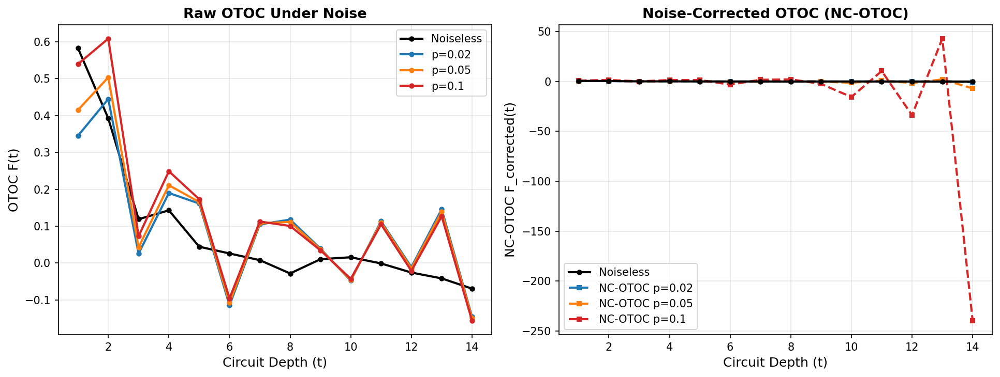 Raw OTOC Under Noise
OTOC F(t)
0.6
0.5
0.4
0.3
0.2
0.1
0.0
−0.1
Noiseless
p=0.02
p=0.05
p=0.1
2 4 6 8 10 12 14
Circuit Depth (t)
Noise-Corrected OTOC (NC-OTOC)
NC-OTOC F_corrected(t)
50
0
−50
−100
−150
−200
−250
Noiseless
NC-OTOC p=0.02
NC-OTOC p=0.05
NC-OTOC p=0.1
2 4 6 8 10 12 14
Circuit Depth (t)